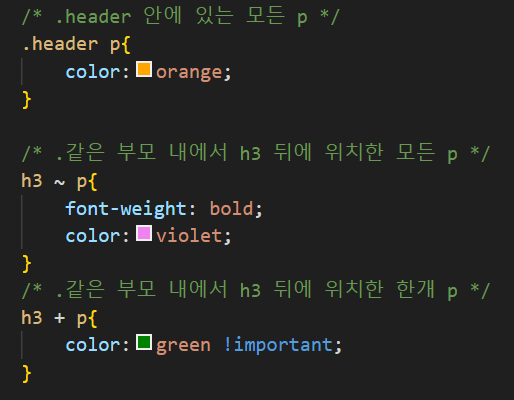 /* .header 안에 있는 모든 p */
.header p{
color: orange;
}
/* .같은 부모 내에서 h3 뒤에 위치한 모든 p */
h3 ~ p{
font-weight: bold;
color: violet;
}
/* .같은 부모 내에서 h3 뒤에 위치한 한개 p */
h3 + p{
color: green !important;
}